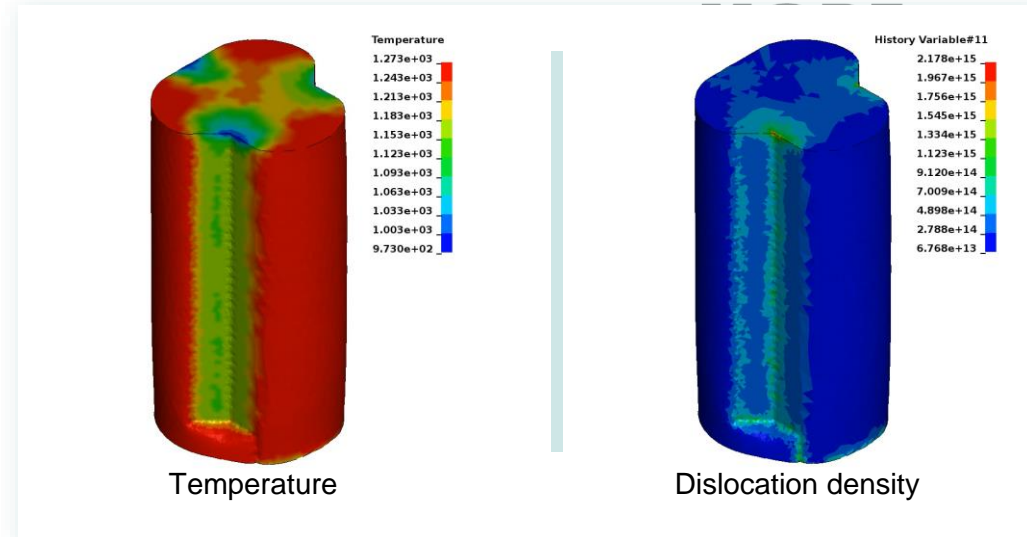 Temperature
1.273e+03
1.243e+03
1.213e+03
1.183e+03
1.153e+03
1.123e+03
1.093e+03
1.063e+03
1.033e+03
1.003e+03
9.730e+02
History Variable#11
2.178e+15
1.967e+15
1.756e+15
1.545e+15
1.334e+15
1.123e+15
9.120e+14
7.009e+14
4.898e+14
2.788e+14
6.768e+13
Temperature
Dislocation density